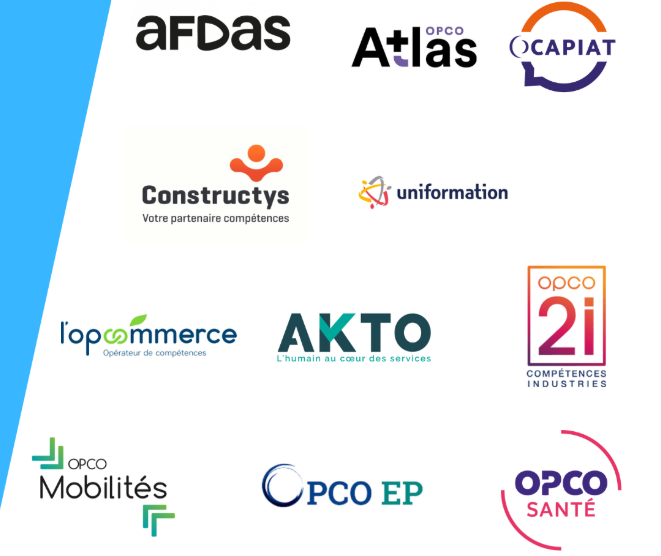 aFDas
OPCO
Atlas
OCAPIAT
Constructys
Votre partenaire compétences
uniformation
l'opcommerce
Opérateur de compétences
AKTO
L'humain au cœur des services
opco
2i
COMPÉTENCES
INDUSTRIES
OPCO
Mobilités
OPCO EP
OPCO
SANTÉ